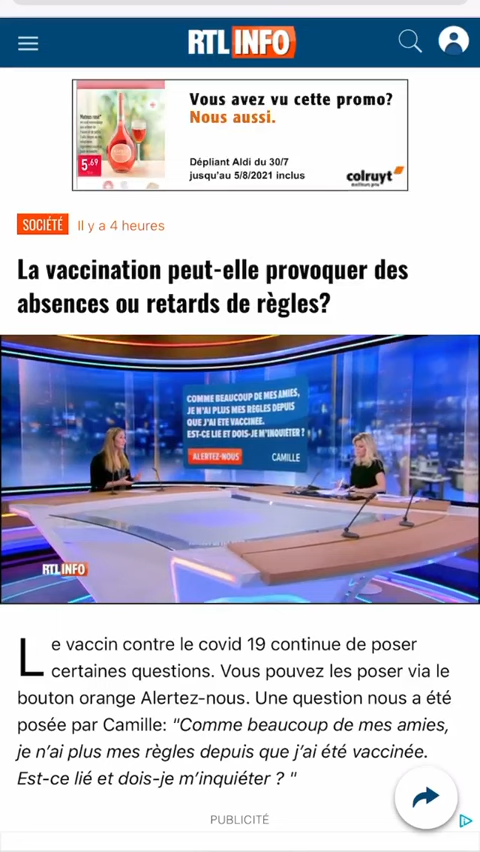 RTL INFO
Vous avez vu cette promo?
Nous aussi.
5.69
Dépliant Aldi du 30/7
jusqu'au 5/8/2021 inclus
colruyt
SOCIÉTÉ Il y a 4 heures
La vaccination peut-elle provoquer des
absences ou retards de règles?
COMME BEAUCOUP DE MES AMIES,
JE N'AI PLUS MES RÈGLES DEPUIS
QUE J'AI ÉTÉ VACCINÉE.
EST-CE LIÉ ET DOIS-JE M'INQUIÉTER ?
ALERTEZ-NOUS CAMILLE
RTL INFO
Le vaccin contre le covid 19 continue de poser
certaines questions. Vous pouvez les poser via le
bouton orange Alertez-nous. Une question nous a été
posée par Camille: "Comme beaucoup de mes amies,
je n'ai plus mes règles depuis que j'ai été vaccinée.
Est-ce lié et dois-je m'inquiéter ? "
PUBLICITÉ